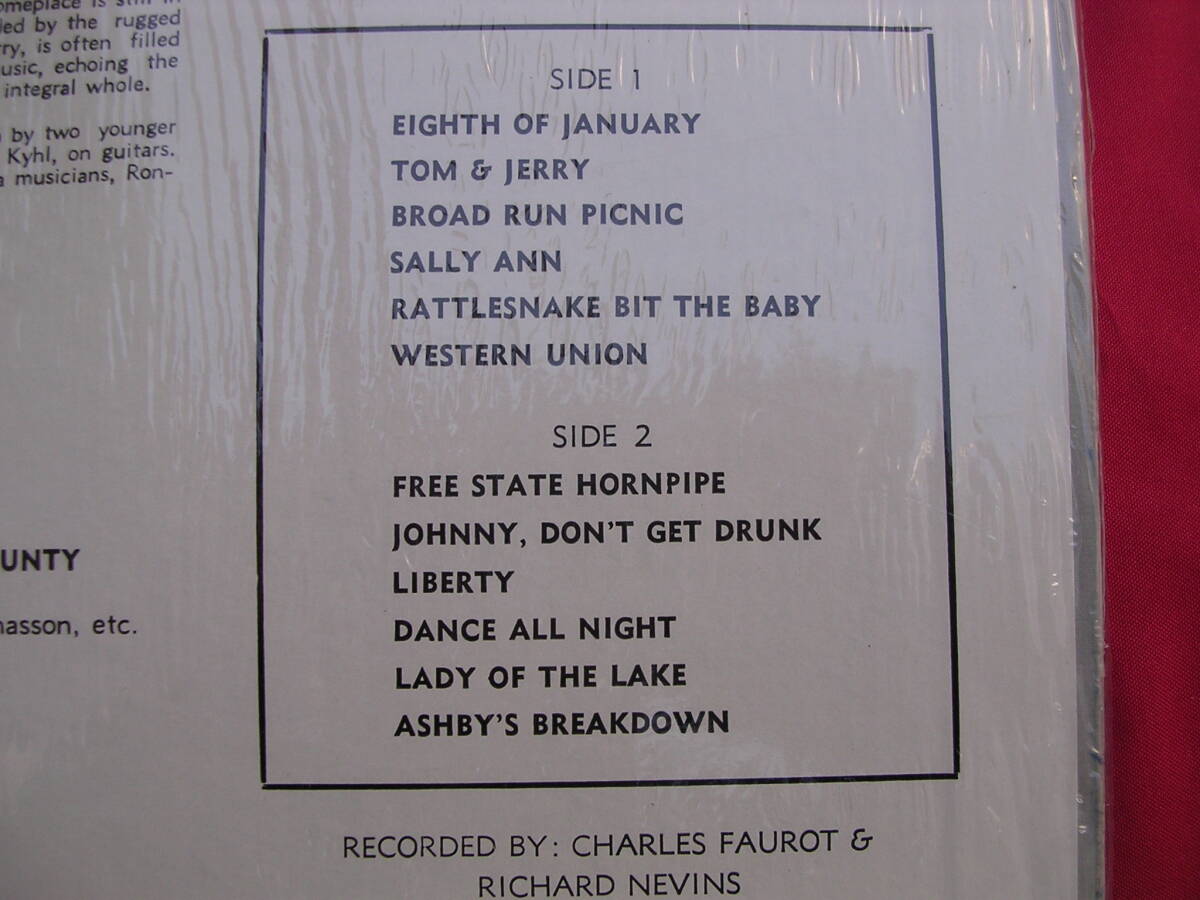 by the rugged
is often filled
echoing the
integral whole.
by two younger
Kyhl, on guitars.
musicians, Ron-
UNTY
etc.
SIDE 1
EIGHTH OF JANUARY
TOM & JERRY
BROAD RUN PICNIC
SALLY ANN
RATTLESNAKE BIT THE BABY
WESTERN UNION
SIDE 2
FREE STATE HORNPIPE
JOHNNY, DON'T GET DRUNK
LIBERTY
DANCE ALL NIGHT
LADY OF THE LAKE
ASHBY'S BREAKDOWN
RECORDED BY: CHARLES FAUROT &
RICHARD NEVINS